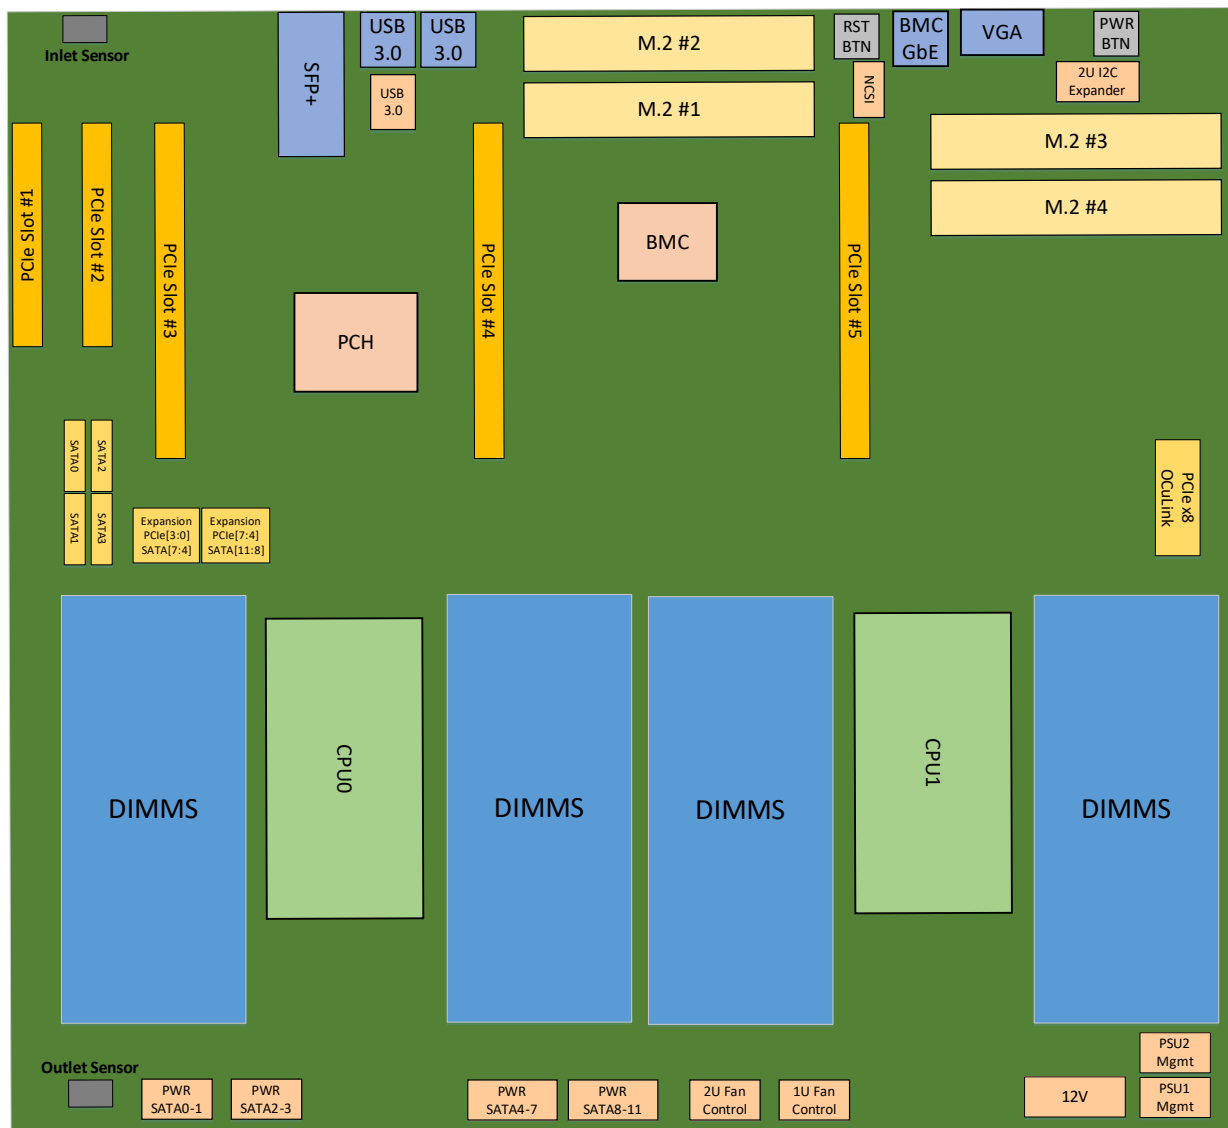 Inlet Sensor
SFP+
USB
3.0
USB
3.0
USB
3.0
M.2 #2
M.2 #1
RST
BTN
BMC
GbE
VGA
PWR
BTN
NCSI
2U I2C
Expander
M.2 #3
M.2 #4
PCIe Slot #1
PCIe Slot #2
PCIe Slot #3
PCIe Slot #4
PCIe Slot #5
BMC
PCH
SATA0
SATA2
SATA1
SATA3
Expansion
PCIe[3:0]
SATA[7:4]
Expansion
PCIe[7:4]
SATA[11:8]
PCIe x8
OCuLink
DIMMS
CPU0
DIMMS
DIMMS
CPU1
DIMMS
Outlet Sensor
PWR
SATA0-1
PWR
SATA2-3
PWR
SATA4-7
PWR
SATA8-11
2U Fan
Control
1U Fan
Control
12V
PSU2
Mgmt
PSU1
Mgmt